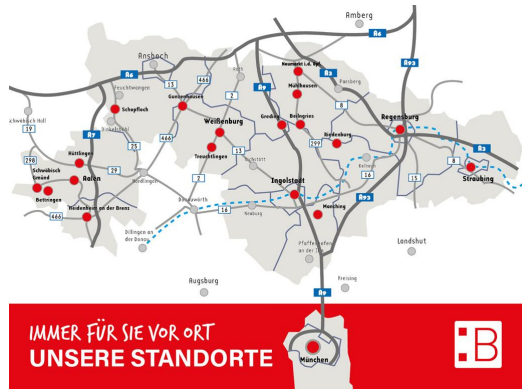 Amberg
A6
Ansbach
A6
466
Neumarkt i.d. Opf.
A3
A93
Parsberg
13
2
A9
Feuchtwangen
Gunzenhausen
Mühlhausen
8
Schopfloch
Weißenburg
Greding
Beilngries
Regensburg
Schwäbisch Hall
19
A7
Dinkelsbühl
466
Riedenburg
25
299
A3
298
Hüttlingen
Treuchtlingen
13
Eichstätt
Kelheim
8
Schwäbisch
Gmünd
Aalen
29
Nördlingen
2
16
15
Straubing
Bettringen
Ingolstadt
A93
466
Heidenheim an der Brenz
Donauwörth
16
Neuburg
Münching
Dillingen an
der Donau
Pfaffenhofen
an der Ilm
Landshut
Augsburg
Freising
A9
IMMER FÜR SIE VOR ORT
UNSERE STANDORTE
München
:B